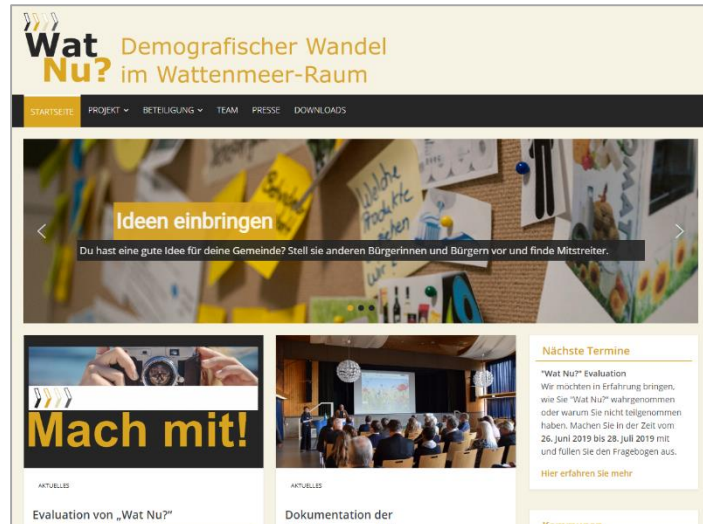 Wat
Nu?
Demografischer Wandel
im Wattenmeer-Raum
STARTSEITE PROJEKT BETEILIGUNG TEAM PRESSE DOWNLOADS
Welche
Produkte
Ideen einbringen
Du hast eine gute Idee für deine Gemeinde? Stell sie anderen Bürgerinnen und Bürgern vor und finde Mitstreiter.
Mach mit!
AKTUELLES
Evaluation von „Wat Nu?"
AKTUELLES
Dokumentation der
Nächste Termine
"Wat Nu?" Evaluation
Wir möchten in Erfahrung bringen,
wie Sie "Wat Nu?" wahrgenommen
oder warum Sie nicht teilgenommen
haben. Machen Sie in der Zeit vom
26. Juni 2019 bis 28. Juli 2019 mit
und füllen Sie den Fragebogen aus.
Hier erfahren Sie mehr